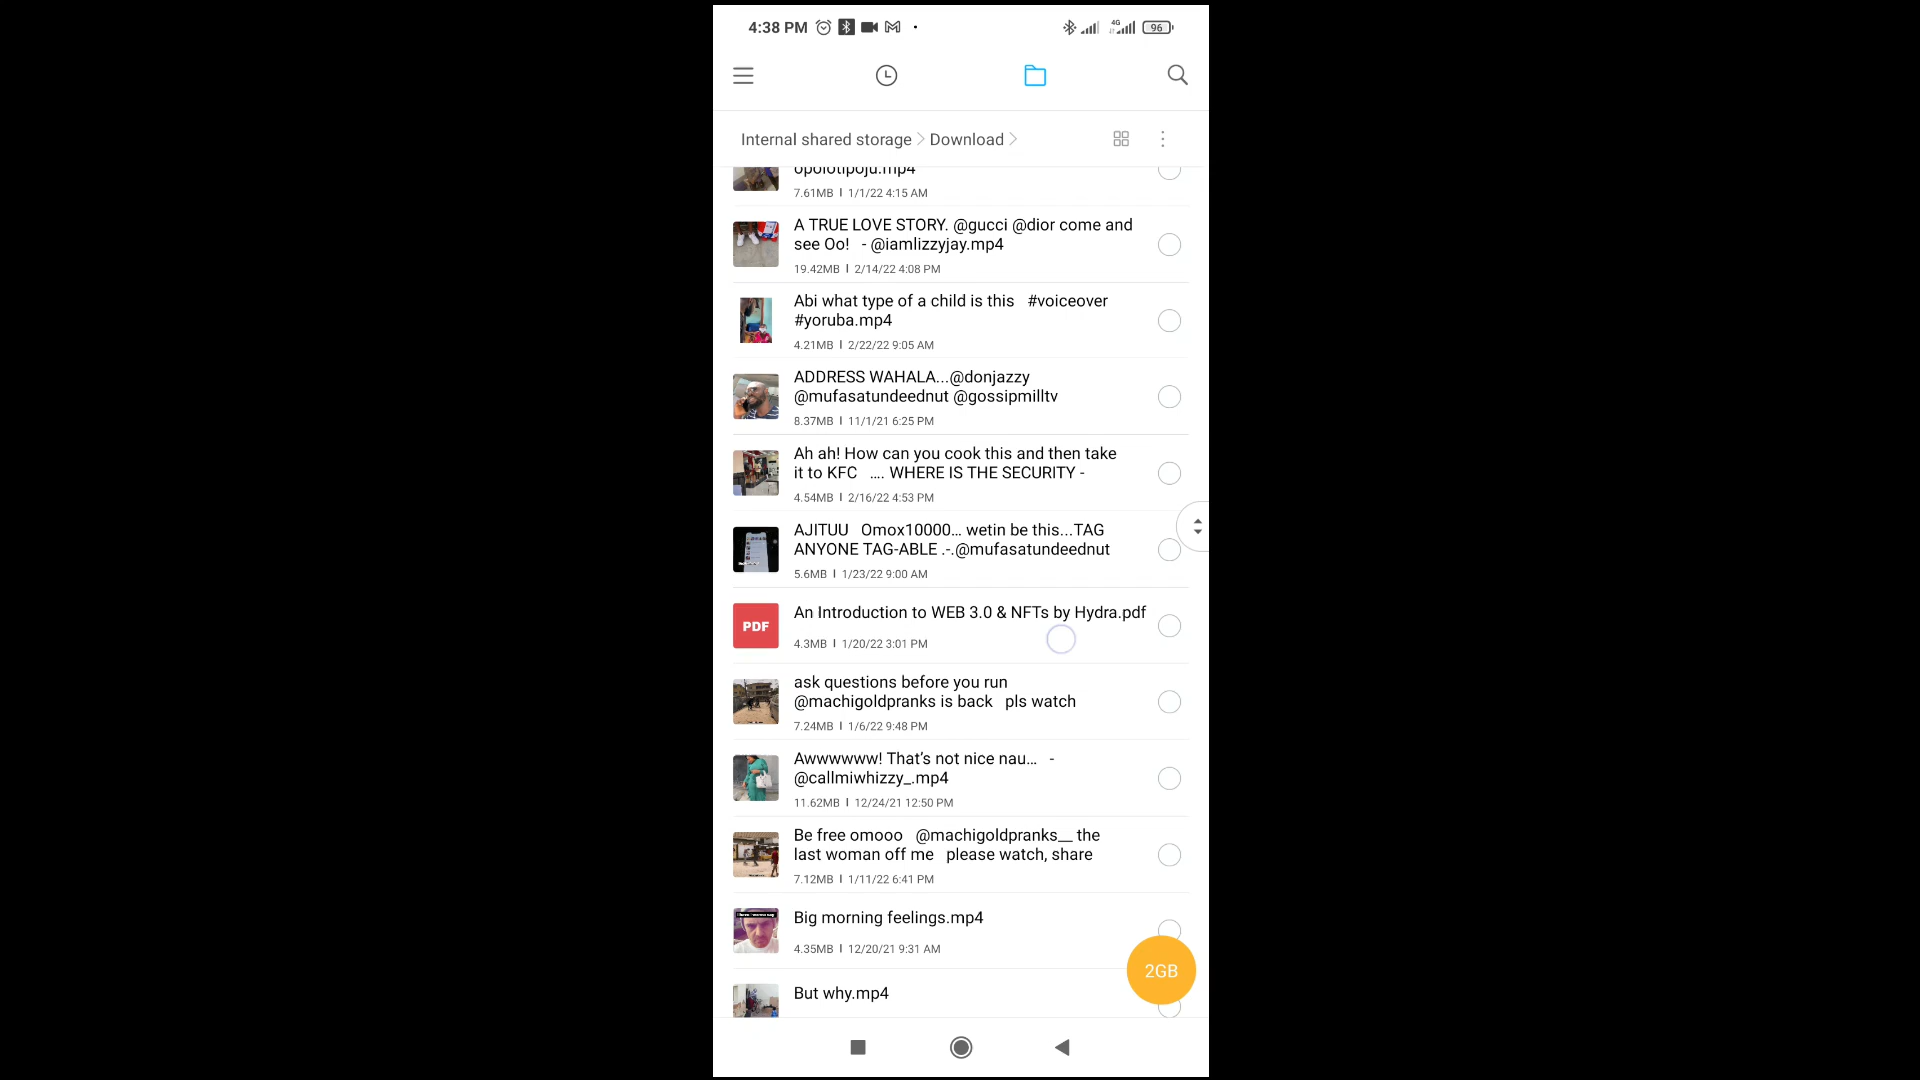 4:38 PM
4G
96
Internal shared storage
Download
opolotipoju.mp4
7.61MB | 1/1/22 4:15 AM
A TRUE LOVE STORY. @gucci @dior come and
see Oo! - @iamlizzyjay.mp4
19.42MB | 2/14/22 4:08 PM
Abi what type of a child is this #voiceover
#yoruba.mp4
4.21MB | 2/22/22 9:05 AM
ADDRESS WAHALA...@donjazzy
@mufasatundeednut @gossipmilltv
8.37MB | 11/1/21 6:25 PM
Ah ah! How can you cook this and then take
it to KFC .... WHERE IS THE SECURITY -
4.54MB | 2/16/22 4:53 PM
AJITUU Omox10000... wetin be this...TAG
ANYONE TAG-ABLE .-.@mufasatundeednut
5.6MB | 1/23/22 9:00 AM
PDF
An Introduction to WEB 3.0 & NFTs by Hydra.pdf
4.3MB | 1/20/22 3:01 PM
ask questions before you run
@machigoldpranks is back pls watch
7.24MB | 1/6/22 9:48 PM
Awwwwww! That’s not nice nau... -
@callmiwhizzy_.mp4
11.62MB | 12/24/21 12:50 PM
Be free omooo @machigoldpranks__ the
last woman off me please watch, share
7.12MB | 1/11/22 6:41 PM
Big morning feelings.mp4
4.35MB | 12/20/21 9:31 AM
2GB
But why.mp4